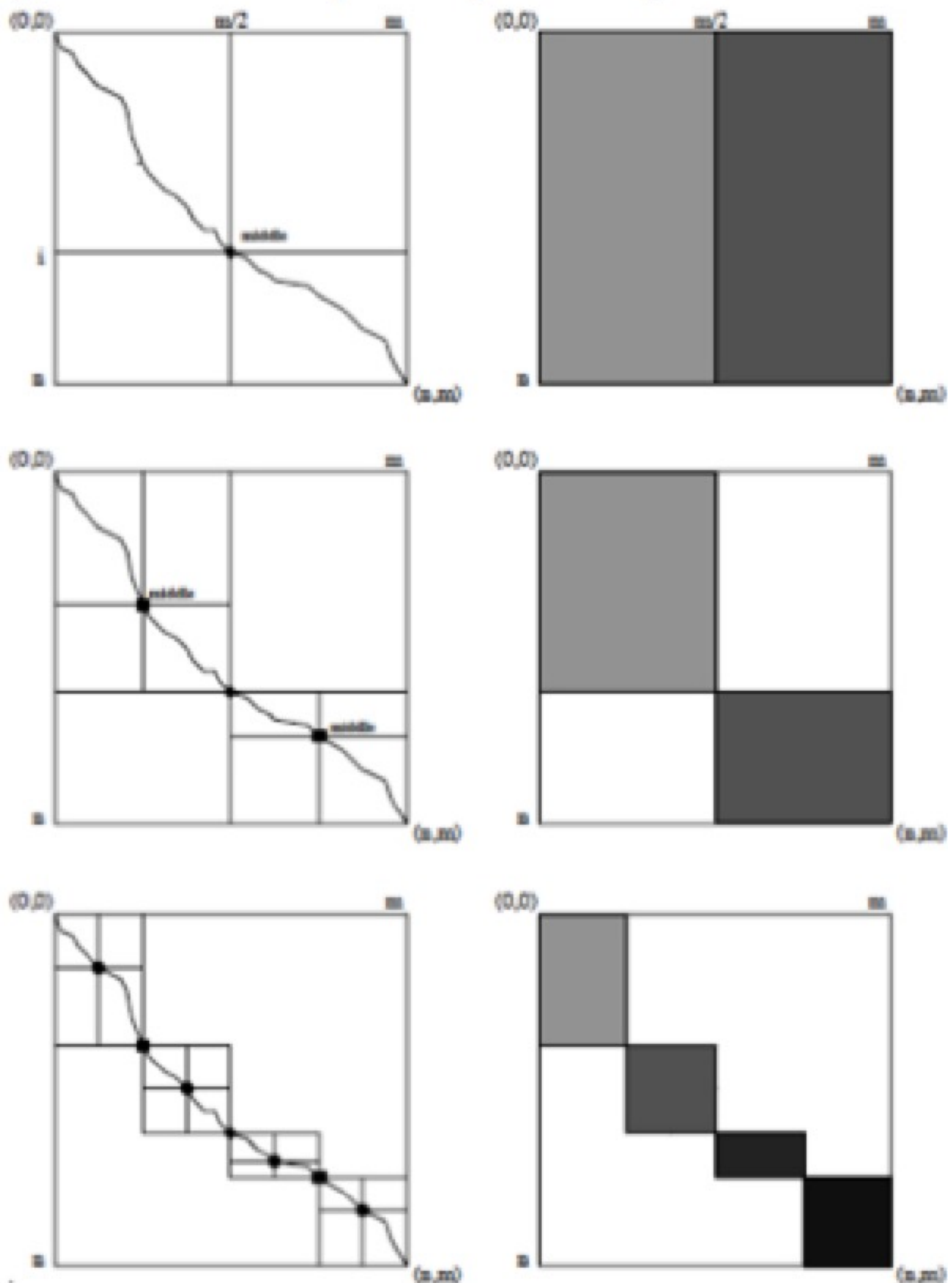 (0,0) m/2 m (0,0) m/2 m
middle
i
n n
(n,m) (n,m)
(0,0) m (0,0) m
middle
middle
n n
(n,m) (n,m)
(0,0) m (0,0) m
n n
(n,m) (n,m)